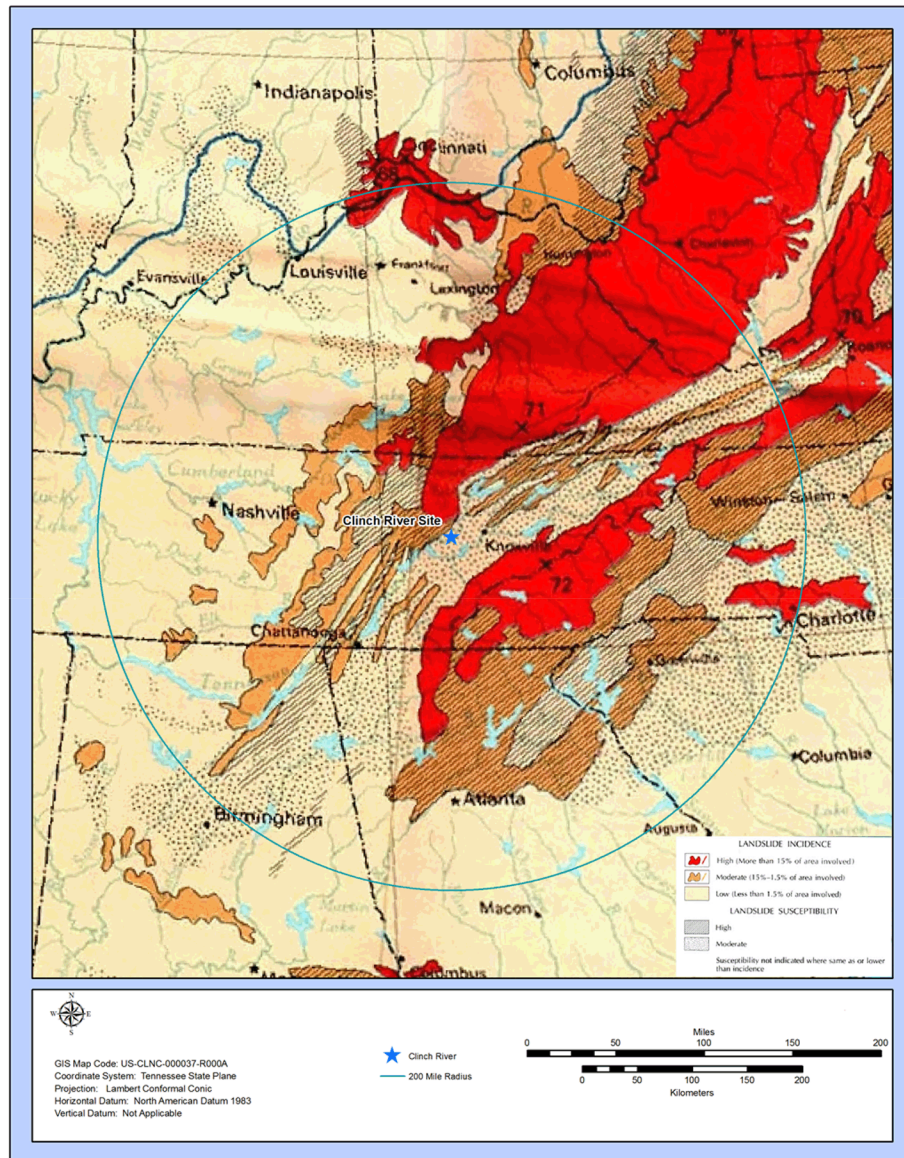 Columbus
Indianapolis
Cincinnati
68
Charleston
Huntington
Louisville
Frankfort
Evansville
Lexington
70
71
Cumberland
Nashville
Winston-Salem
Clinch River Site
Knoxville
72
Charlotte
Chattanooga
Greenville
Columbia
Atlanta
Birmingham
Augusta
Macon
Columbus
LANDSLIDE INCIDENCE
High (More than 15% of area involved)
Moderate (15%–1.5% of area involved)
Low (Less than 1.5% of area involved)
LANDSLIDE SUSCEPTIBILITY
High
Moderate
Susceptibility not indicated where same as or lower
than incidence
N
W E
S
GIS Map Code: US-CLNC-000037-R000A
Coordinate System: Tennessee State Plane
Projection: Lambert Conformal Conic
Horizontal Datum: North American Datum 1983
Vertical Datum: Not Applicable
Clinch River
200 Mile Radius
Miles
0 50 100 150 200
0 50 100 150 200
Kilometers